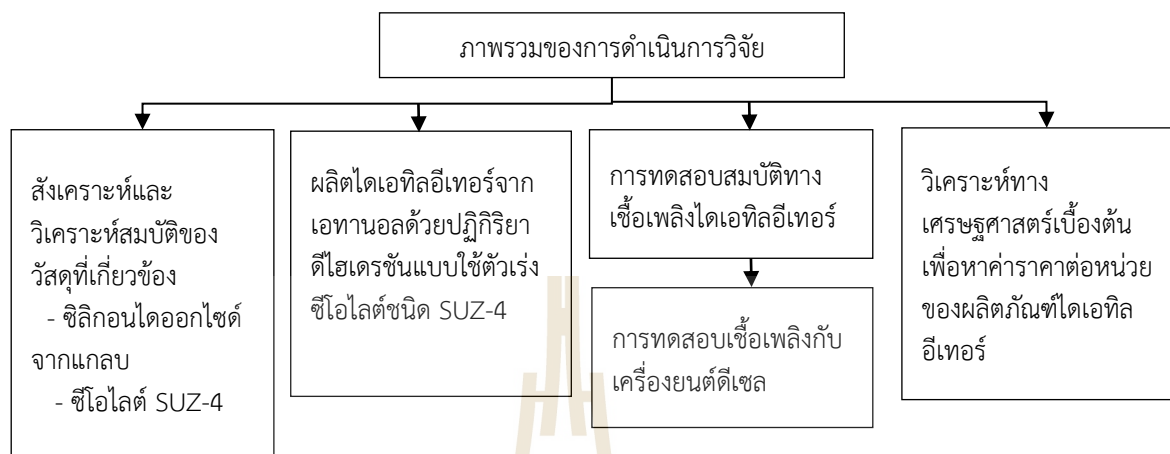 ภาพรวมของการดำเนินการวิจัย
สังเคราะห์และ
วิเคราะห์สมบัติของ
วัสดุที่เกี่ยวข้อง
- ซิลิกอนไดออกไซด์
จากแกลบ
- ซีโอไลต์ SUZ-4
ผลิตไดเอทิลอีเทอร์จาก
เอทานอลด้วยปฏิกิริยา
ดีไฮเดรชันแบบใช้ตัวเร่ง
ซีโอไลต์ชนิด SUZ-4
การทดสอบสมบัติทาง
เชื้อเพลิงไดเอทิลอีเทอร์
การทดสอบเชื้อเพลิงกับ
เครื่องยนต์ดีเซล
วิเคราะห์ทาง
เศรษฐศาสตร์เบื้องต้น
เพื่อหาค่าราคาต่อหน่วย
ของผลิตภัณฑ์ไดเอทิล
อีเทอร์